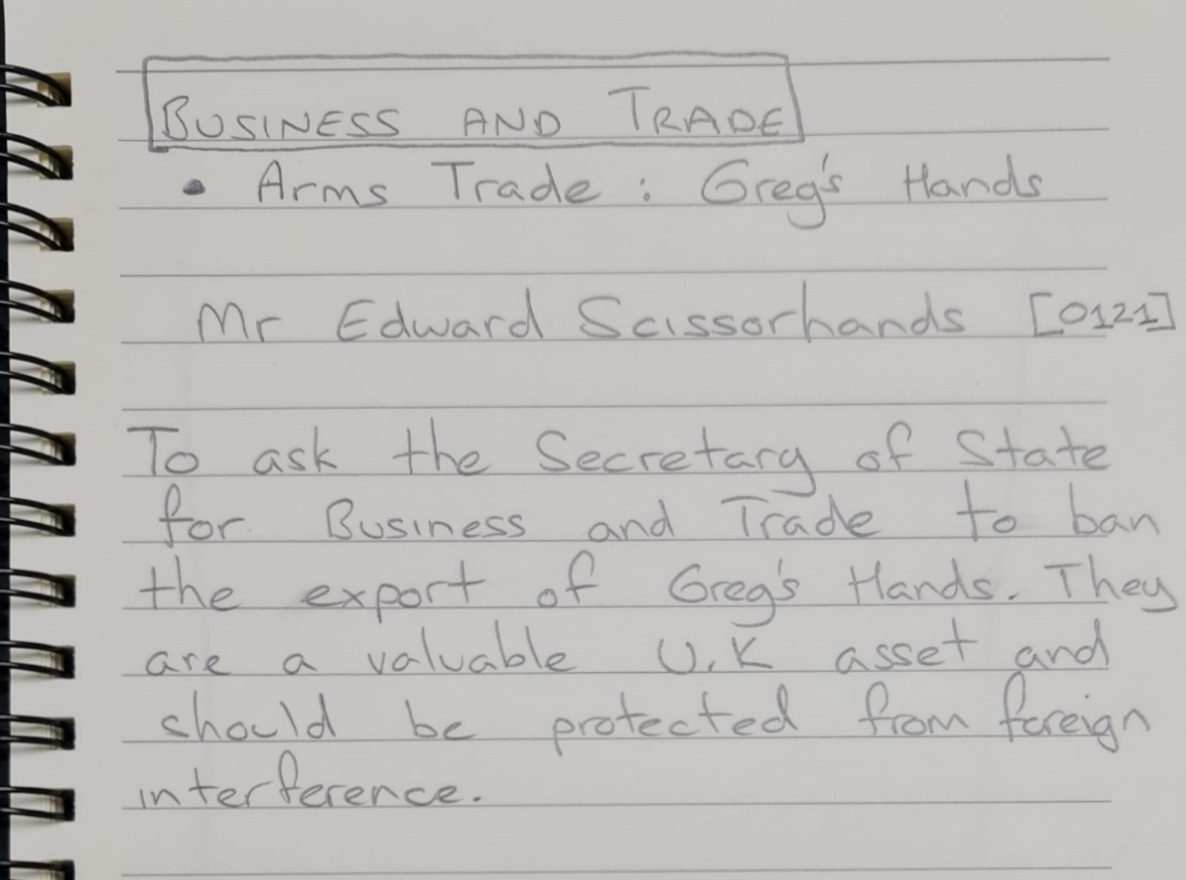 BUSINESS AND TRADE
• Arms Trade : Greg's Hands
Mr Edward Scissorhands [0121]
To ask the Secretary of State
for Business and Trade to ban
the export of Greg's Hands. They
are a valuable U.K asset and
should be protected from foreign
interference.